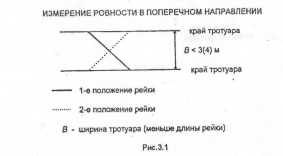 ИЗМЕРЕНИЕ РОВНОСТИ В ПОПЕРЕЧНОМ НАПРАВЛЕНИИ
край тротуара
В < 3(4) м
край тротуара
1-е положение рейки
2-е положение рейки
В - ширина тротуара (меньше длины рейки)
Рис.3.1